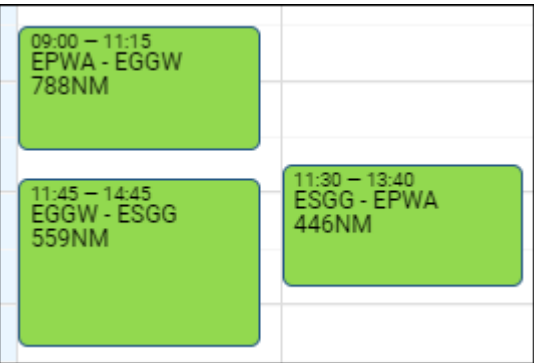 09:00 – 11:15
EPWA - EGGW
788NM
11:45 – 14:45
EGGW - ESGG
559NM
11:30 – 13:40
ESGG - EPWA
446NM